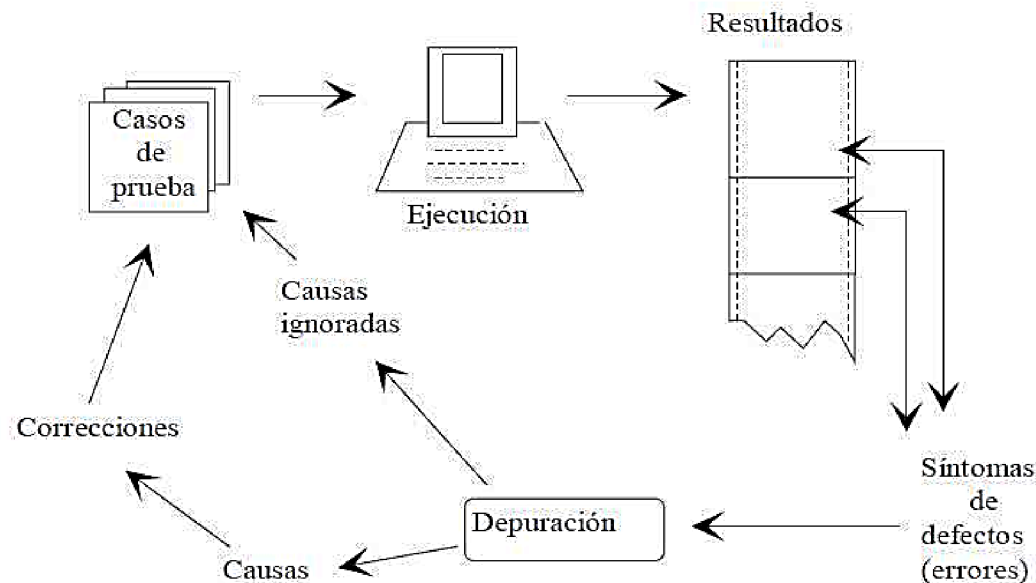 Resultados
Casos
de
prueba
Ejecución
Causas
ignoradas
Correcciones
Síntomas
de
defectos
(errores)
Depuración
Causas